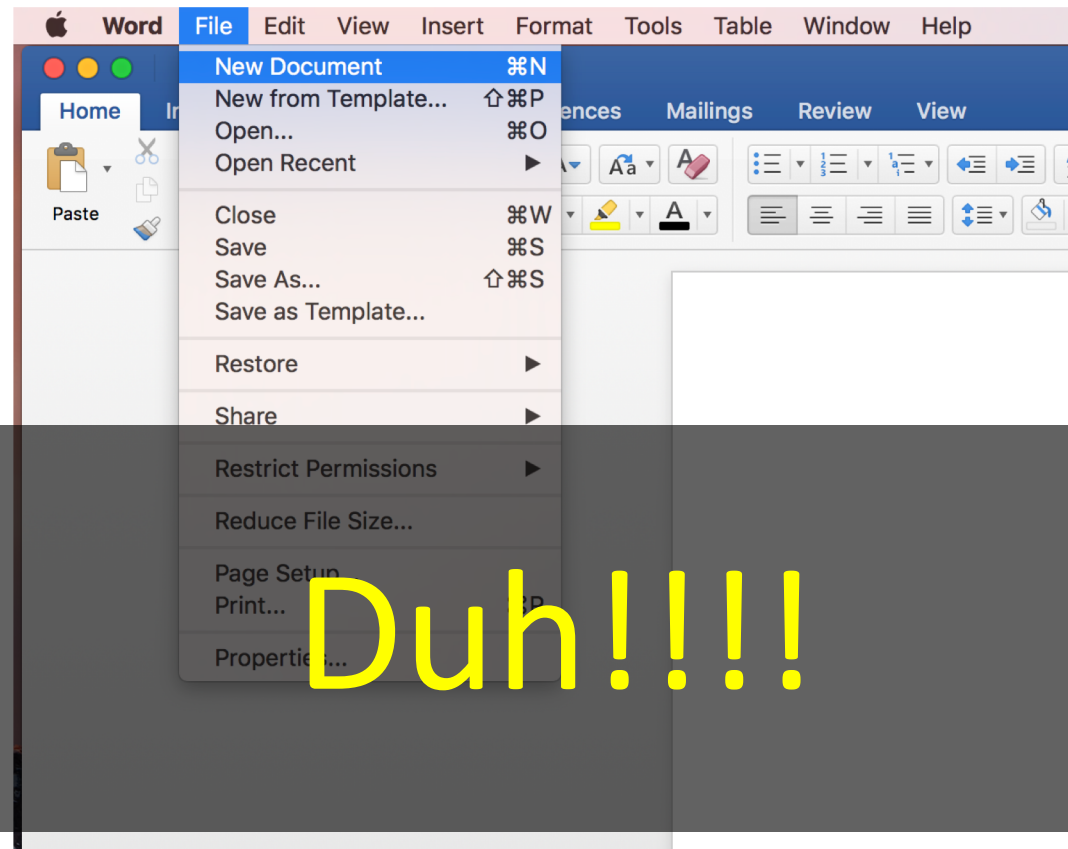 Word File Edit View Insert Format Tools Table Window Help
Home
ences Mailings Review View
New Document ⌘N
New from Template... ⇧⌘P
Open... ⌘O
Open Recent ▶
Close ⌘W
Save ⌘S
Save As... ⇧⌘S
Save as Template...
Restore ▶
Share ▶
Restrict Permissions ▶
Reduce File Size...
Page Setup
Print... ⌘P
Properties...
Paste
Duh!!!!